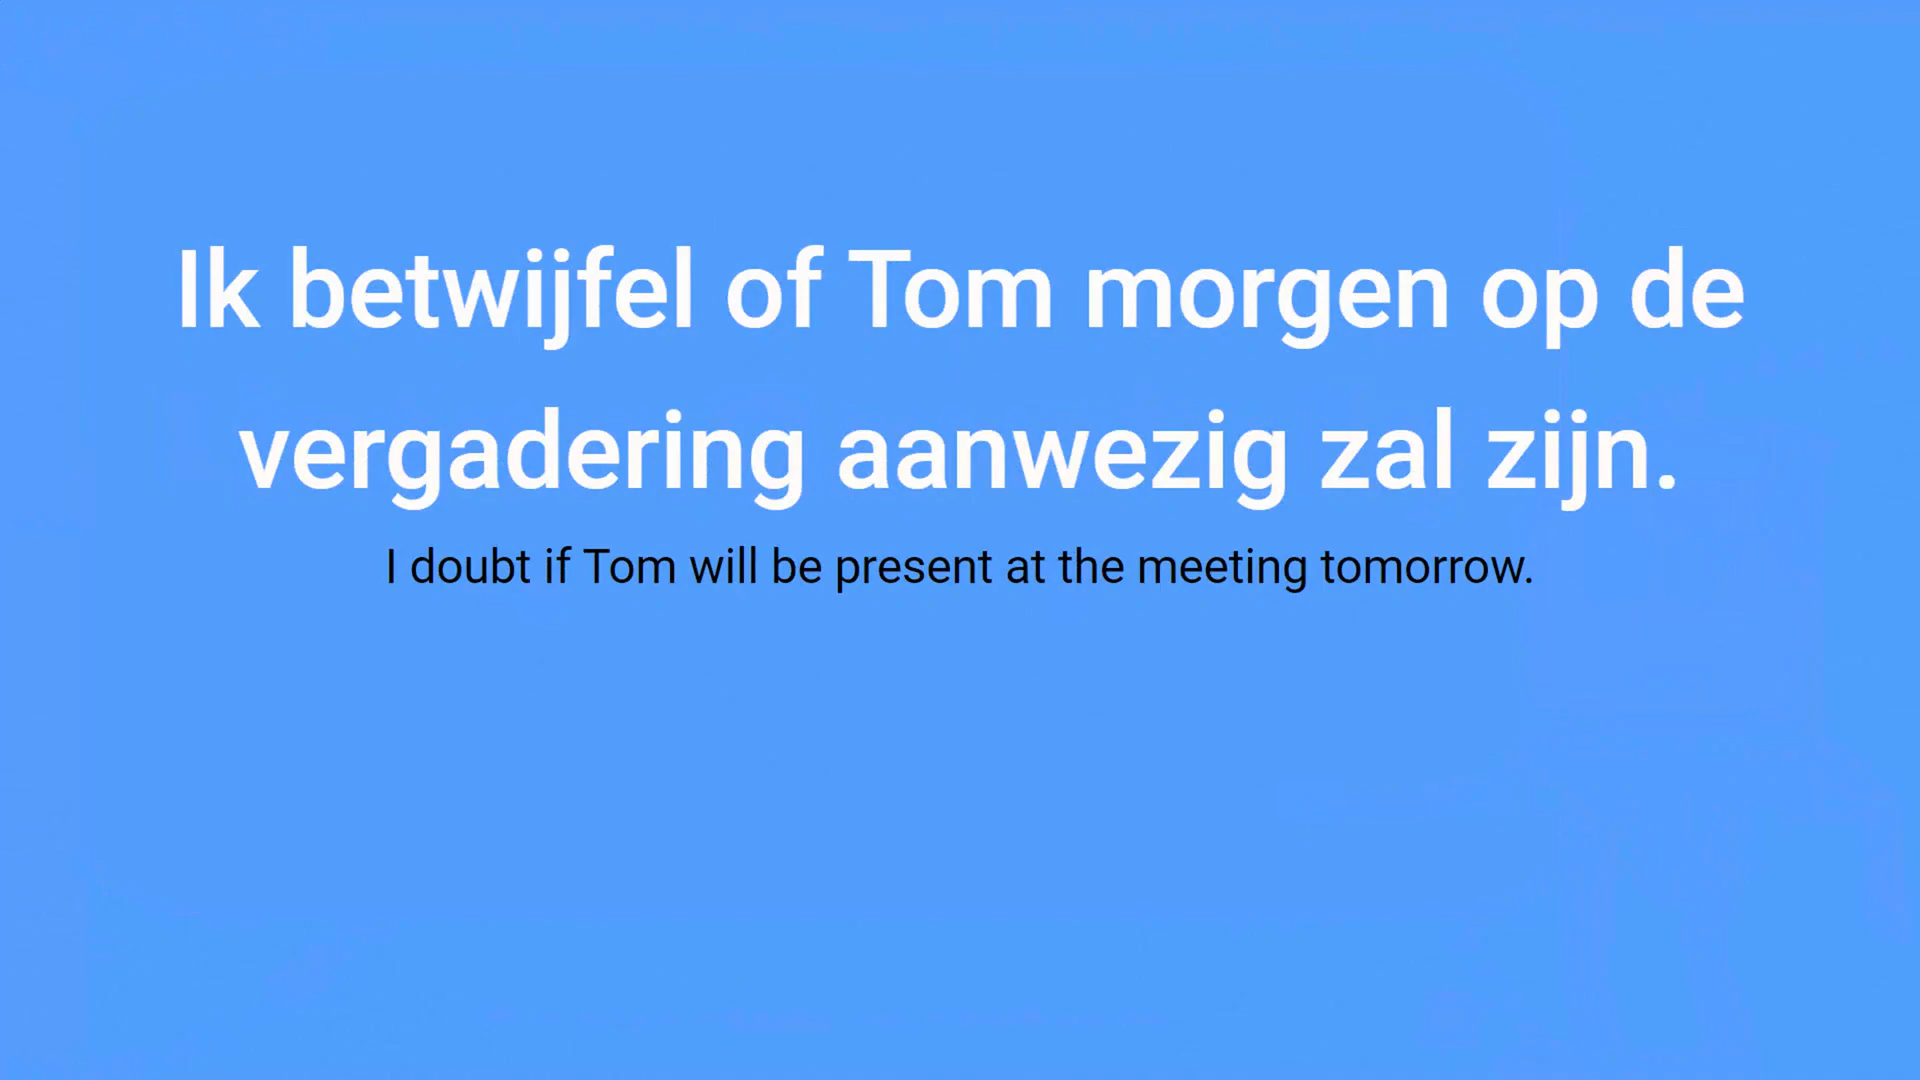 Ik betwijfel of Tom morgen op de
vergadering aanwezig zal zijn.
I doubt if Tom will be present at the meeting tomorrow.